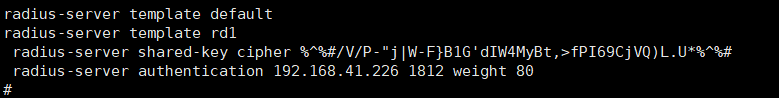 radius-server template default
radius-server template rd1
 radius-server shared-key cipher %^%#/V/P-"j|W-F}B1G'dIW4MyBt,>fPI69CjVQ)L.U*%^%#
 radius-server authentication 192.168.41.226 1812 weight 80
#